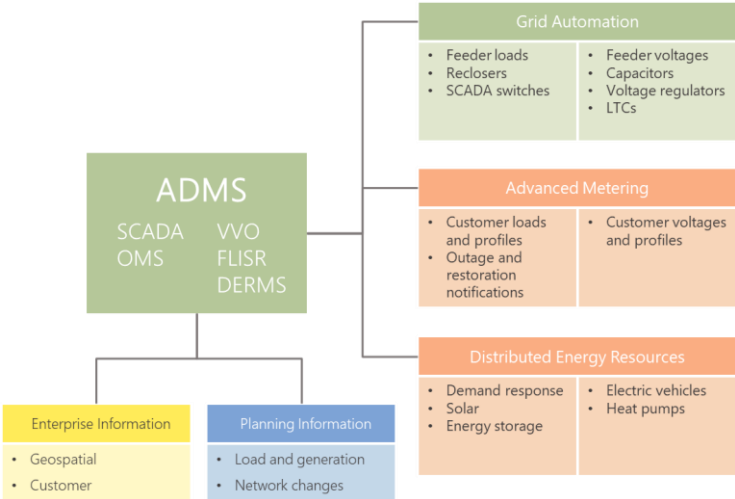 Grid Automation
• Feeder loads
• Reclosers
• SCADA switches
• Feeder voltages
• Capacitors
• Voltage regulators
• LTCs
ADMS
SCADA
OMS
VVO
FLISR
DERMS
Advanced Metering
• Customer loads
and profiles
• Outage and
restoration
notifications
• Customer voltages
and profiles
Distributed Energy Resources
• Demand response
• Solar
• Energy storage
• Electric vehicles
• Heat pumps
Enterprise Information
• Geospatial
• Customer
Planning Information
• Load and generation
• Network changes